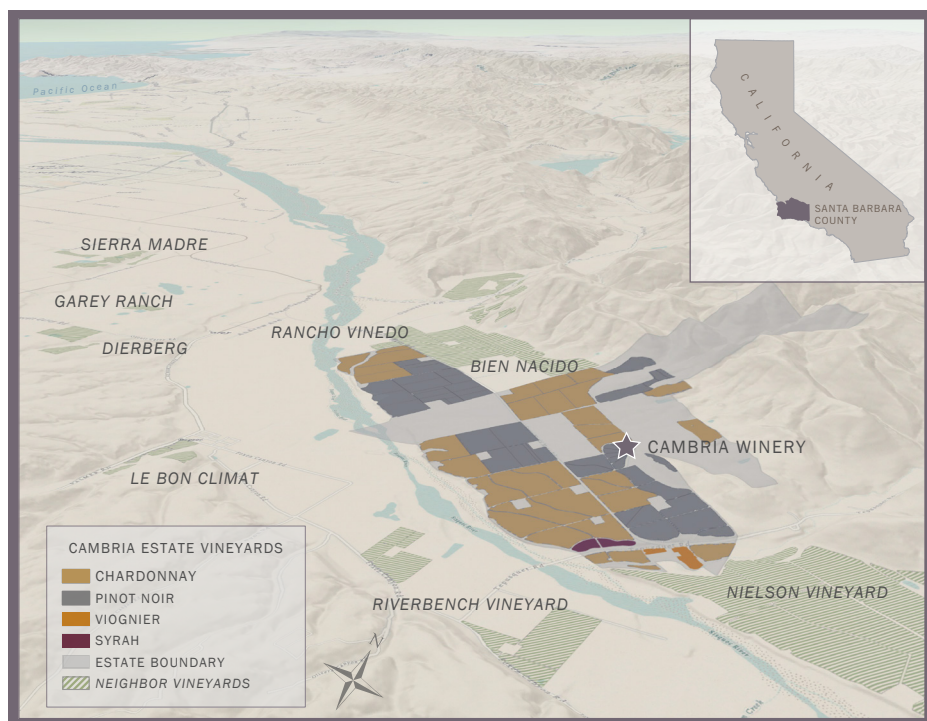 Pacific Ocean
CALIFORNIA
SANTA BARBARA
COUNTY
SIERRA MADRE
GAREY RANCH
RANCHO VINEDO
DIERBERG
BIEN NACIDO
CAMBRIA WINERY
LE BON CLIMAT
CAMBRIA ESTATE VINEYARDS
CHARDONNAY
PINOT NOIR
VIOGNIER
SYRAH
ESTATE BOUNDARY
NEIGHBOR VINEYARDS
NIELSON VINEYARD
RIVERBENCH VINEYARD
N
Creek